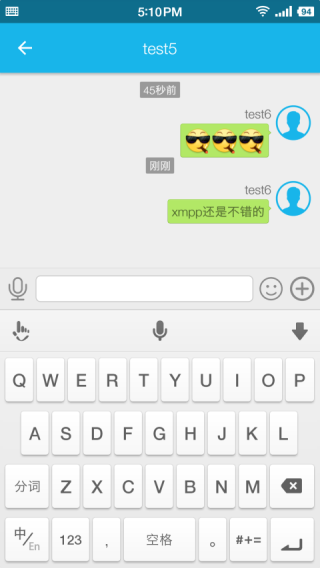 5:10PM
94
test5
45秒前
test6
刚刚
test6
xmpp还是不错的
Q W E R T Y U I O P
A S D F G H J K L
分词 Z X C V B N M
中/En 123 , 空格 。 #+=